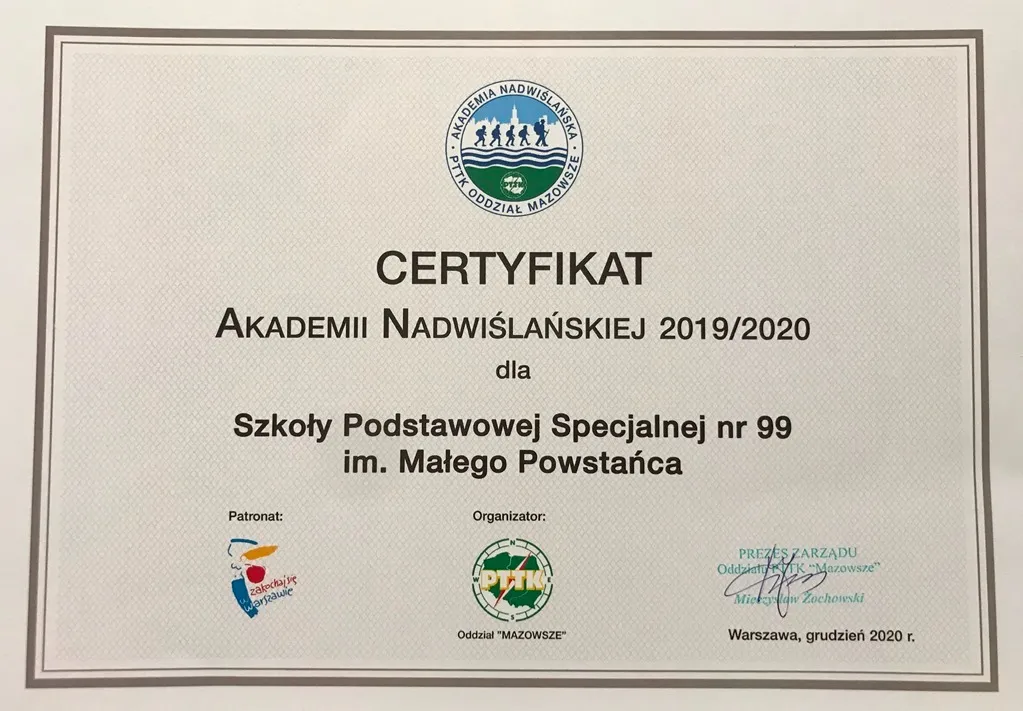 AKADEMIA NADWIŚLAŃSKA
PTTK ODDZIAŁ MAZOWSZE
PTTK
CERTYFIKAT
AKADEMII NADWIŚLAŃSKIEJ 2019/2020
dla
Szkoły Podstawowej Specjalnej nr 99
im. Małego Powstańca
Patronat:
zakochaj się
w Warszawie
Organizator:
N
W E
PTTK
S
Oddział "MAZOWSZE"
PREZES ZARZĄDU
Oddziału PTTK "Mazowsze"
Mieczysław Żochowski
Warszawa, grudzień 2020 r.